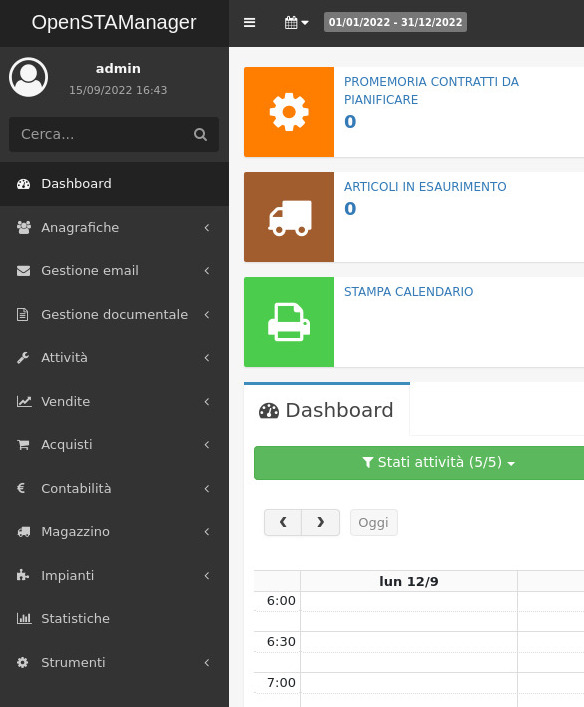 OpenSTAManager
01/01/2022 - 31/12/2022
admin
15/09/2022 16:43
Cerca...
Dashboard
Anagrafiche
Gestione email
Gestione documentale
Attività
Vendite
Acquisti
Contabilità
Magazzino
Impianti
Statistiche
Strumenti
PROMEMORIA CONTRATTI DA
PIANIFICARE
0
ARTICOLI IN ESAURIMENTO
0
STAMPA CALENDARIO
Dashboard
Stati attività (5/5)
Oggi
lun 12/9
6:00
6:30
7:00